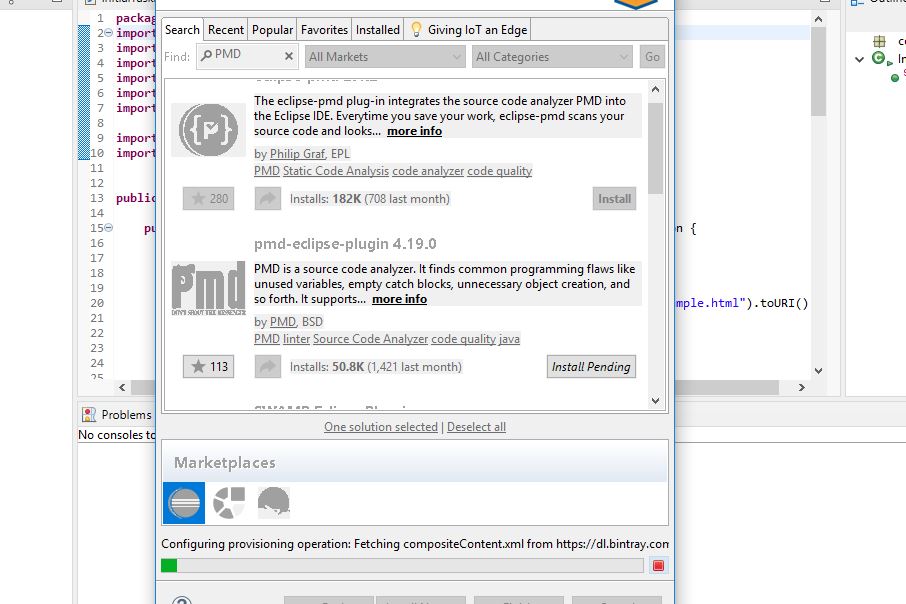 Search Recent Popular Favorites Installed Giving IoT an Edge
Find: PMD All Markets All Categories Go
The eclipse-pmd plug-in integrates the source code analyzer PMD into
the Eclipse IDE. Everytime you save your work, eclipse-pmd scans your
source code and looks... more info
by Philip Graf, EPL
PMD Static Code Analysis code analyzer code quality
280 Installs: 182K (708 last month) Install
pmd-eclipse-plugin 4.19.0
Pmd
DON'T SHOOT THE MESSENGER
PMD is a source code analyzer. It finds common programming flaws like
unused variables, empty catch blocks, unnecessary object creation, and
so forth. It supports... more info
by PMD, BSD
PMD linter Source Code Analyzer code quality java
113 Installs: 50.8K (1,421 last month) Install Pending
One solution selected | Deselect all
Marketplaces
Configuring provisioning operation: Fetching compositeContent.xml from https://dl.bintray.com
1 packag
2 import
3 import
4 import
5 import
6 import
7 import
8
9 import
10 import
11
12
13 public
14
15 pu n {
16
17
18
19
20 mple.html").toURI()
21
22
23
24
25
Problems
No consoles to